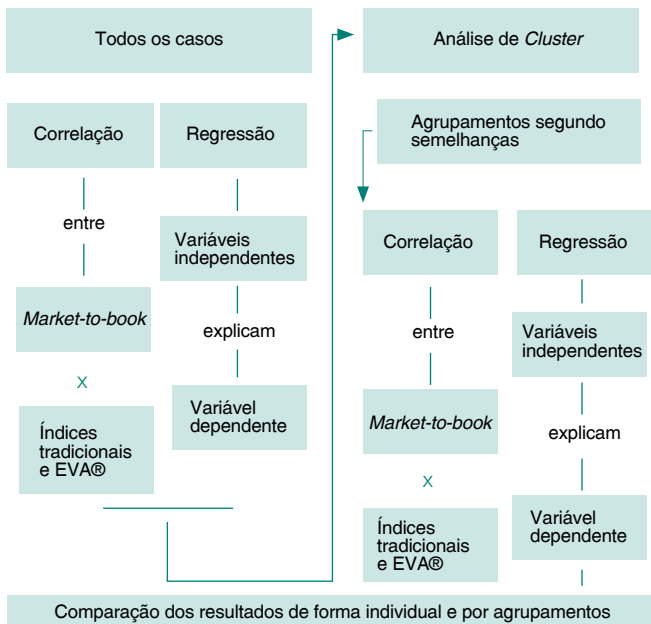 Todos os casos
Correlação
entre
Market-to-book
X
Índices
tradicionais
e EVA®
Regressão
Variáveis
independentes
explicam
Variável
dependente
Análise de Cluster
Agrupamentos segundo
semelhanças
Correlação
entre
Market-to-book
X
Índices
tradicionais
e EVA®
Regressão
Variáveis
independentes
explicam
Variável
dependente
Comparação dos resultados de forma individual e por agrupamentos